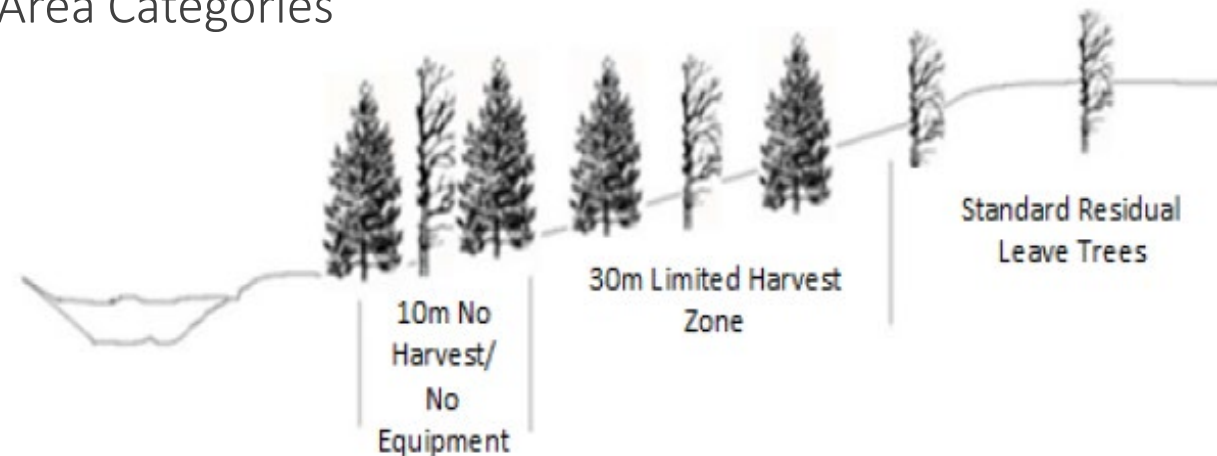 Area Categories
10m No
Harvest/
No
Equipment
30m Limited Harvest
Zone
Standard Residual
Leave Trees